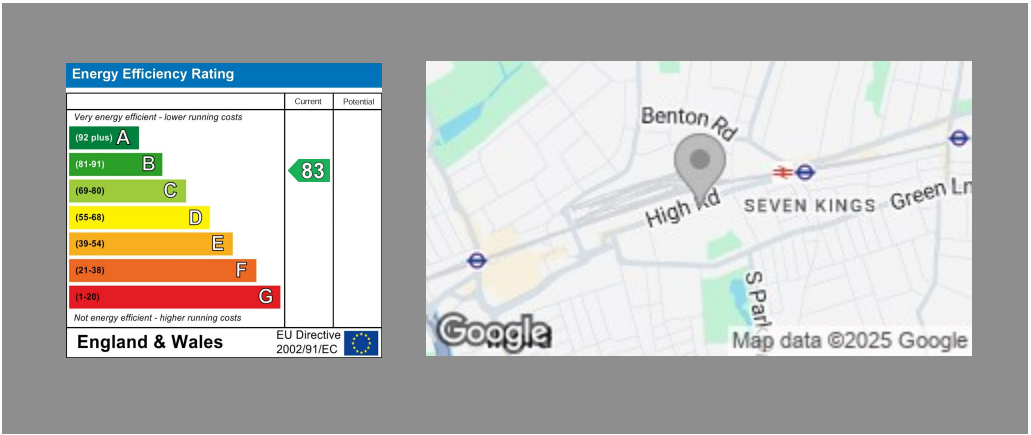 Energy Efficiency Rating
Current Potential
Very energy efficient - lower running costs
(92 plus) A
(81-91) B
83
(69-80) C
(55-68) D
(39-54) E
(21-38) F
(1-20) G
Not energy efficient - higher running costs
England & Wales
EU Directive
2002/91/EC
Benton Rd
High Rd
SEVEN KINGS
Green Ln
S Park
Google
Map data ©2025 Google